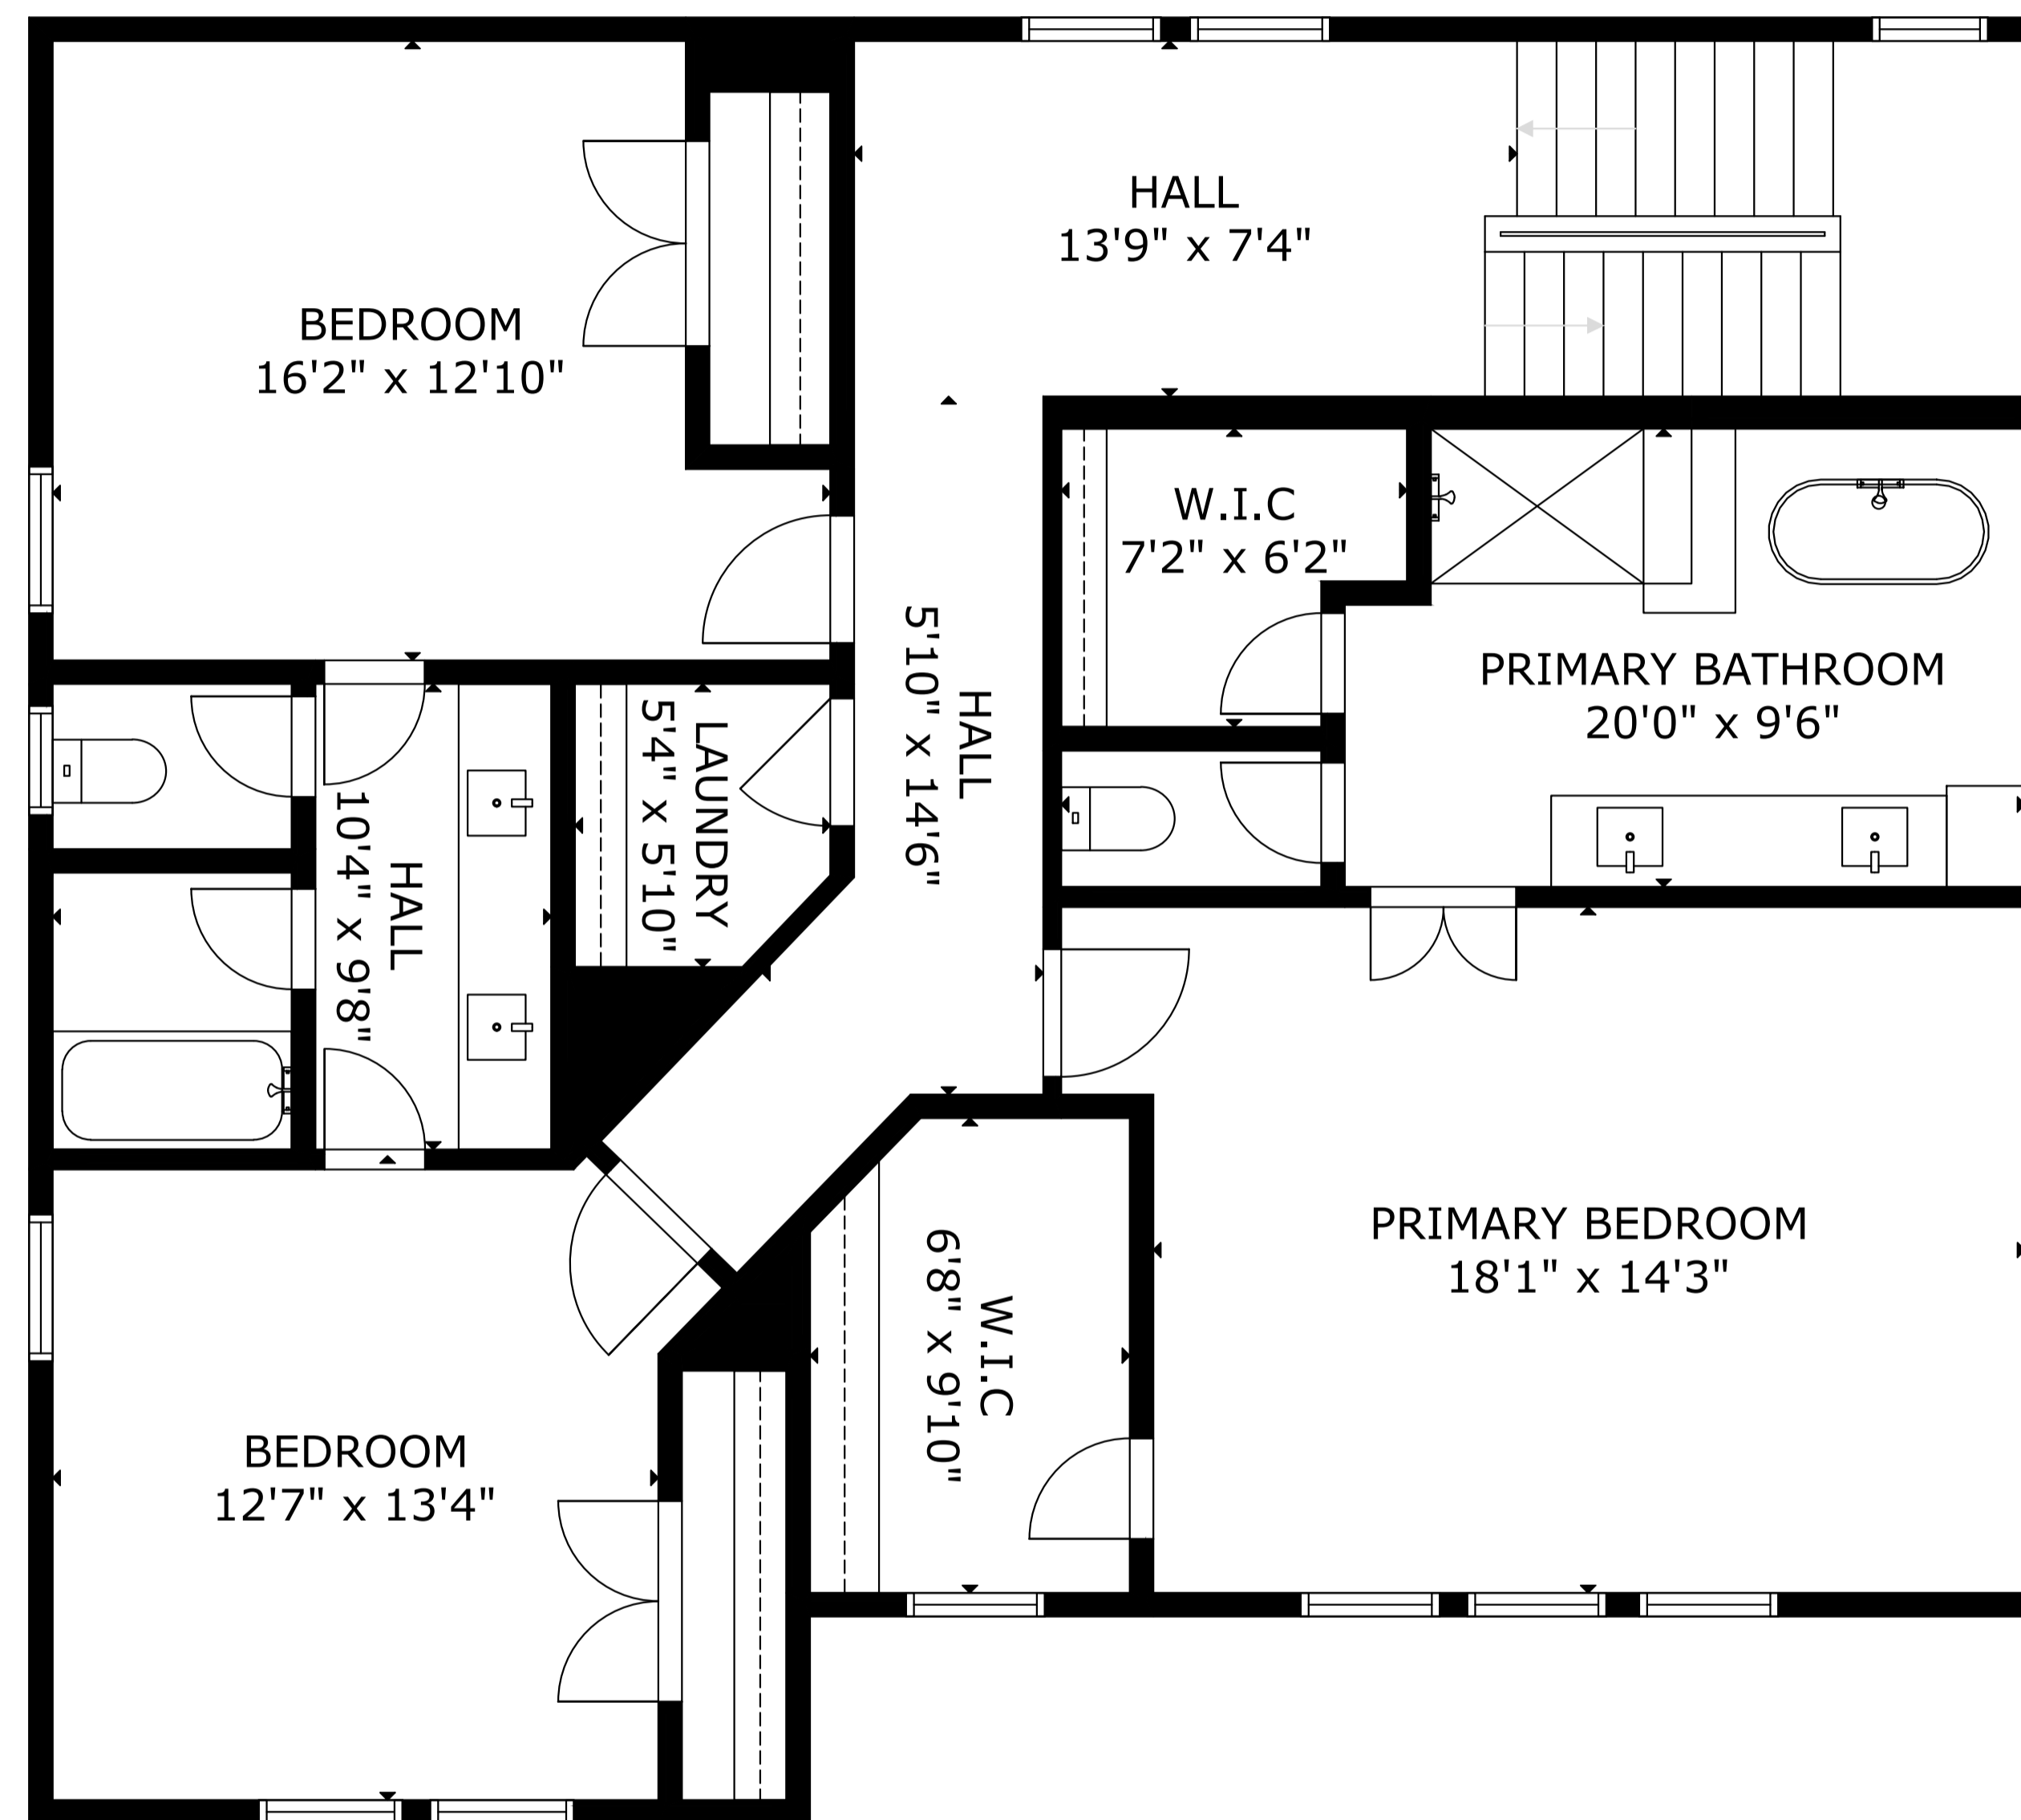 HALL
13'9" x 7'4"
BEDROOM
16'2" x 12'10"
W.I.C
7'2" x 6'2"
HALL
5'10" x 14'6"
PRIMARY BATHROOM
20'0" x 9'6"
LAUNDRY
5'4" x 5'10"
HALL
10'4" x 9'8"
PRIMARY BEDROOM
18'1" x 14'3"
W.I.C
6'8" x 9'10"
BEDROOM
12'7" x 13'4"